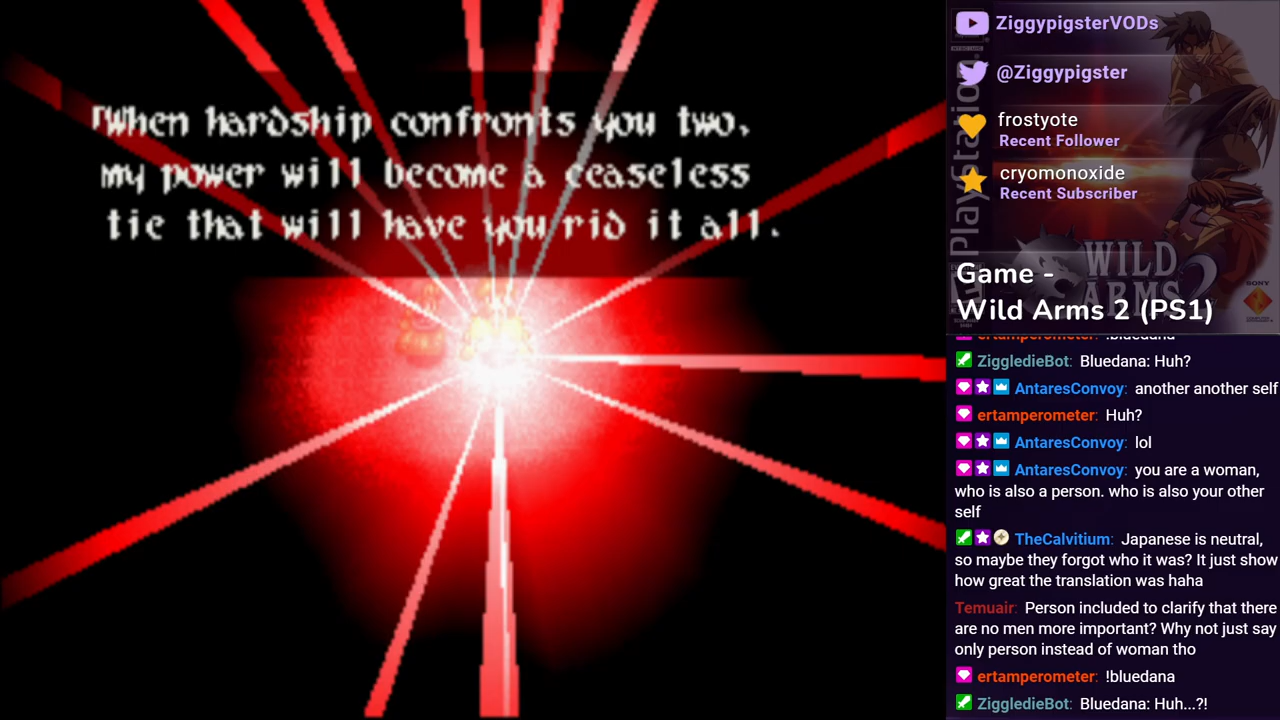 「When hardship confronts you two,
my power will become a ceaseless
tie that will have you rid it all.
ZiggypigsterVODs
@Ziggypigster
frostyote
Recent Follower
cryomonoxide
Recent Subscriber
PlayStation
WILD
ARMS 2
SONY
Game -
Wild Arms 2 (PS1)
ertamperometer: !bluedana
ZiggledieBot: Bluedana: Huh?
AntaresConvoy: another another self
ertamperometer: Huh?
AntaresConvoy: lol
AntaresConvoy: you are a woman,
who is also a person. who is also your other
self
TheCalvitium: Japanese is neutral,
so maybe they forgot who it was? It just show
how great the translation was haha
Temuair: Person included to clarify that there
are no men more important? Why not just say
only person instead of woman tho
ertamperometer: !bluedana
ZiggledieBot: Bluedana: Huh...?!